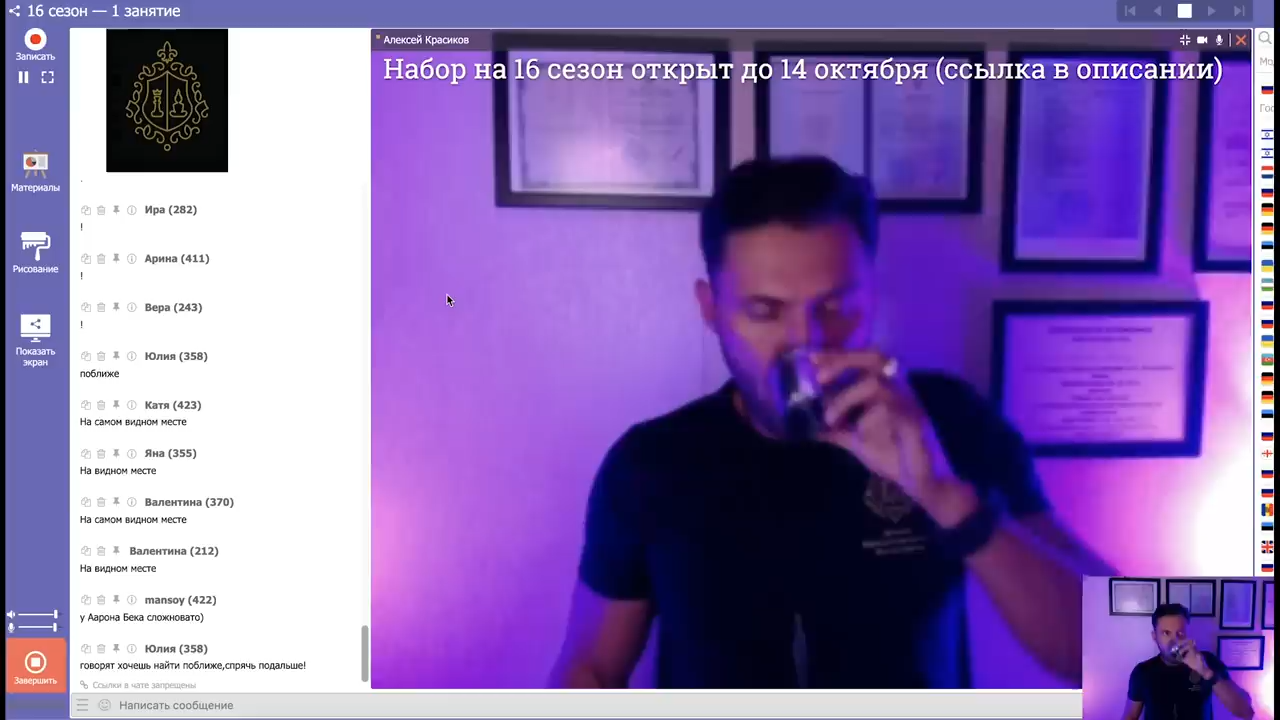 16 сезон — 1 занятие
Записать
Материалы
Рисование
Показать
экран
Завершить
Ира (282)
!
Арина (411)
!
Вера (243)
!
Юлия (358)
поближе
Катя (423)
На самом видном месте
Яна (355)
На видном месте
Валентина (370)
На самом видном месте
Валентина (212)
На видном месте
mansoy (422)
у Аарона Бека сложновато)
Юлия (358)
говорят хочешь найти поближе,спрячь подальше!
Ссылки в чате запрещены
Написать сообщение
Алексей Красиков
Набор на 16 сезон открыт до 14 октября (ссылка в описании)
Мо
Гос